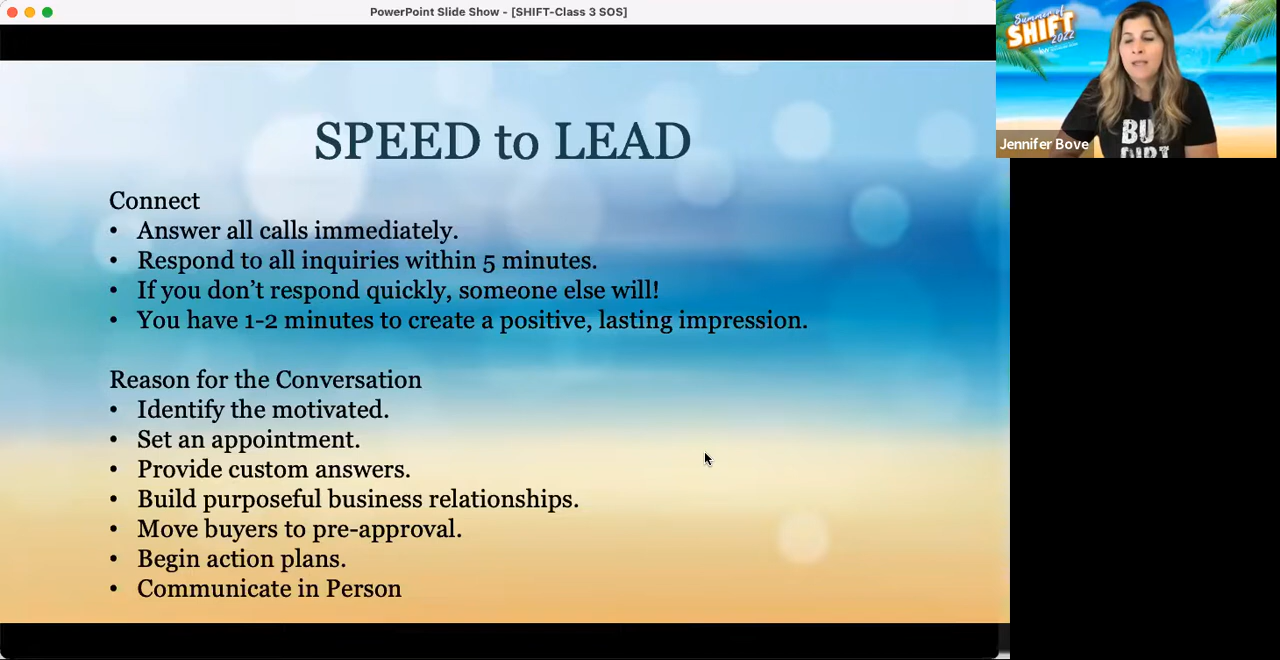 PowerPoint Slide Show - [SHIFT-Class 3 SOS]
Summer of
SHIFT
2022
Jennifer Bove
SPEED to LEAD
Connect
• Answer all calls immediately.
• Respond to all inquiries within 5 minutes.
• If you don’t respond quickly, someone else will!
• You have 1-2 minutes to create a positive, lasting impression.
Reason for the Conversation
• Identify the motivated.
• Set an appointment.
• Provide custom answers.
• Build purposeful business relationships.
• Move buyers to pre-approval.
• Begin action plans.
• Communicate in Person